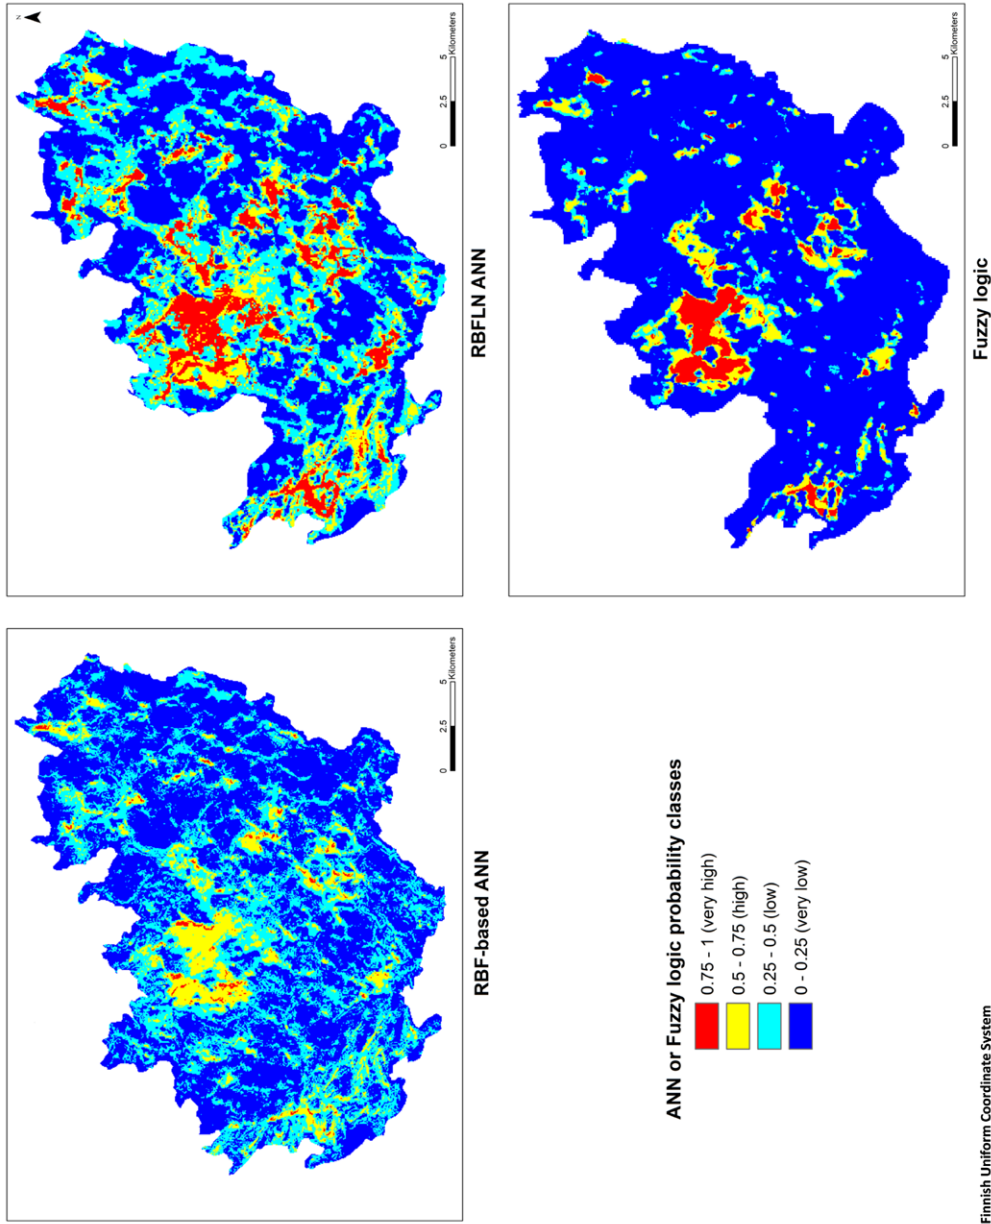 N
0 2.5 5
Kilometers
RBF-based ANN
0 2.5 5
Kilometers
RBFLN ANN
ANN or Fuzzy logic probability classes
0.75 - 1 (very high)
0.5 - 0.75 (high)
0.25 - 0.5 (low)
0 - 0.25 (very low)
0 2.5 5
Kilometers
Fuzzy logic
Finnish Uniform Coordinate System